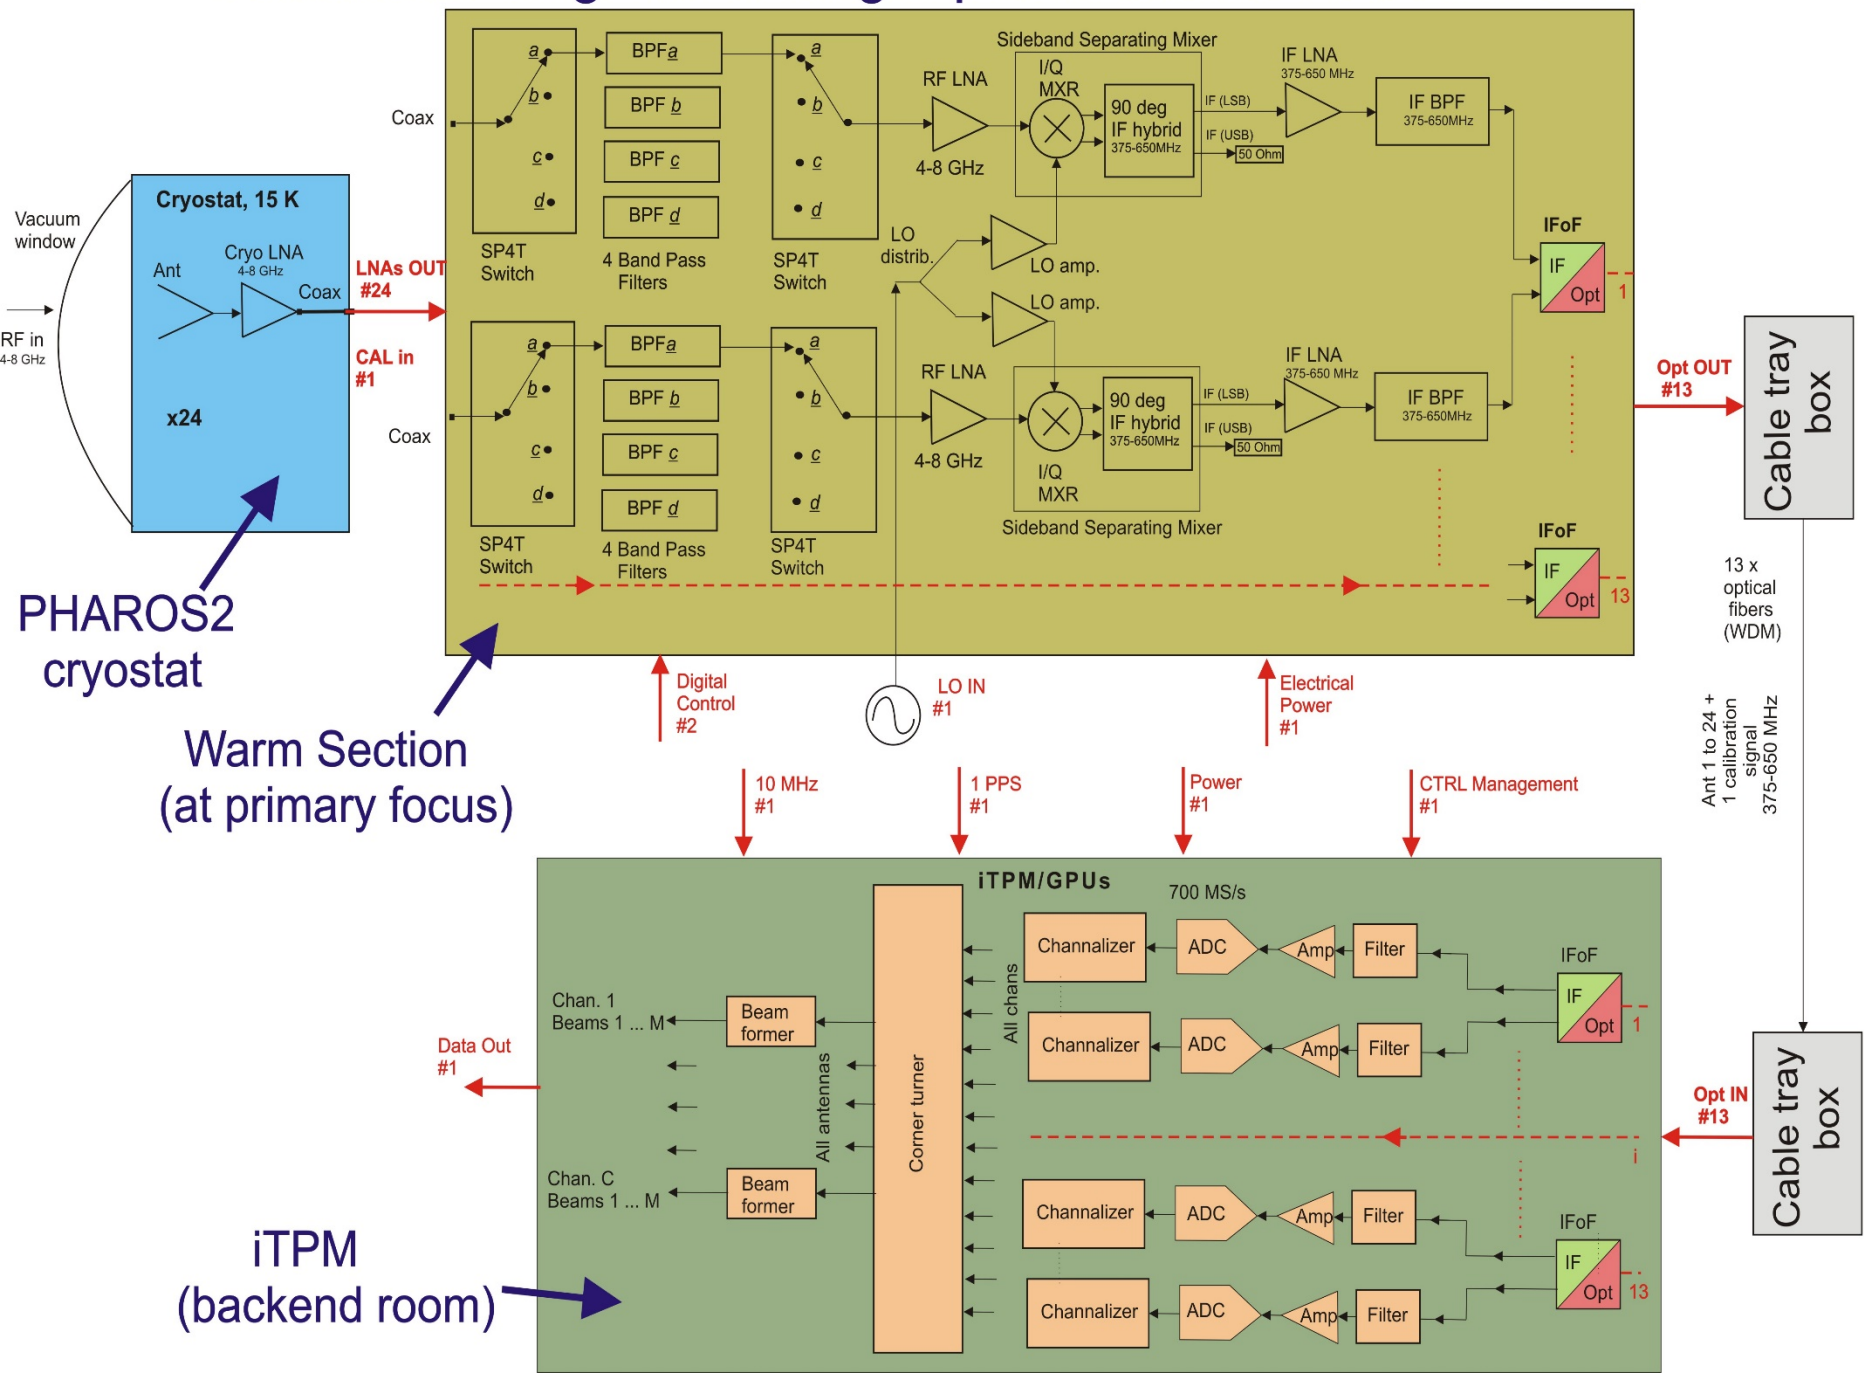 Coax
a
b
c
d
SP4T
Switch
BPFa
BPF b
BPF c
BPF d
4 Band Pass
Filters
a
b
c
d
SP4T
Switch
RF LNA
4-8 GHz
Sideband Separating Mixer
I/Q
MXR
90 deg
IF hybrid
375-650MHz
IF (LSB)
IF (USB)
50 Ohm
IF LNA
375-650 MHz
IF BPF
375-650MHz
LO
distrib.
LO amp.
LO amp.
IFoF
IF
Opt
1
Vacuum
window
RF in
4-8 GHz
Cryostat, 15 K
Ant
Cryo LNA
4-8 GHz
Coax
x24
LNAs OUT
#24
CAL in
#1
Coax
a
b
c
d
SP4T
Switch
BPFa
BPF b
BPF c
BPF d
4 Band Pass
Filters
a
b
c
d
SP4T
Switch
RF LNA
4-8 GHz
I/Q
MXR
90 deg
IF hybrid
375-650MHz
Sideband Separating Mixer
IF (LSB)
IF (USB)
50 Ohm
IF LNA
375-650 MHz
IF BPF
375-650MHz
IFoF
IF
Opt
13
Opt OUT
#13
Cable tray
box
13 x
optical
fibers
(WDM)
Ant 1 to 24 +
1 calibration
signal
375-650 MHz
PHAROS2
cryostat
Warm Section
(at primary focus)
Digital
Control
#2
LO IN
#1
Electrical
Power
#1
10 MHz
#1
1 PPS
#1
Power
#1
CTRL Management
#1
iTPM/GPUs
700 MS/s
Channalizer
ADC
Amp
Filter
IFoF
IF
Opt
1
Channalizer
ADC
Amp
Filter
All chans
Corner turner
All antennas
Beam
former
Chan. 1
Beams 1 ... M
Data Out
#1
Beam
former
Chan. C
Beams 1 ... M
i
Opt IN
#13
Cable tray
box
Channalizer
ADC
Amp
Filter
IFoF
IF
Opt
13
Channalizer
ADC
Amp
Filter
iTPM
(backend room)